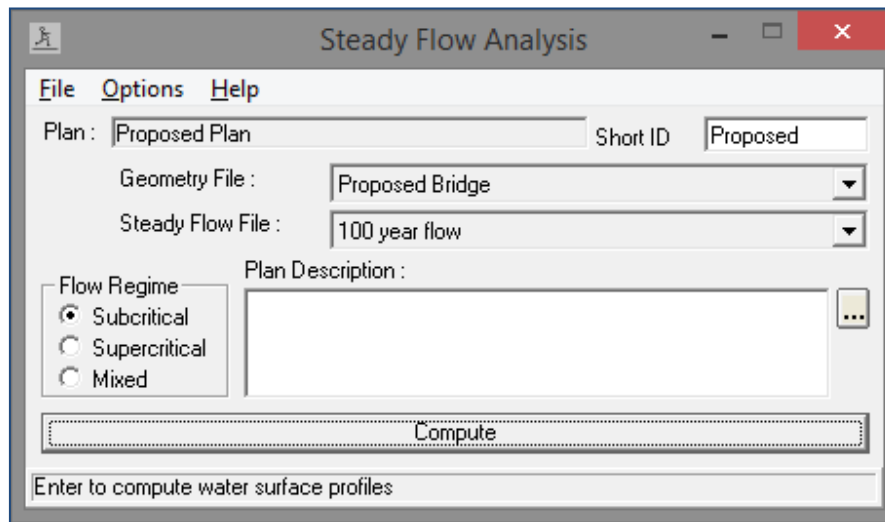 Steady Flow Analysis
File Options Help
Plan : Proposed Plan Short ID Proposed
Geometry File : Proposed Bridge
Steady Flow File : 100 year flow
Plan Description :
Flow Regime
Subcritical
Supercritical
Mixed
...
Compute
Enter to compute water surface profiles